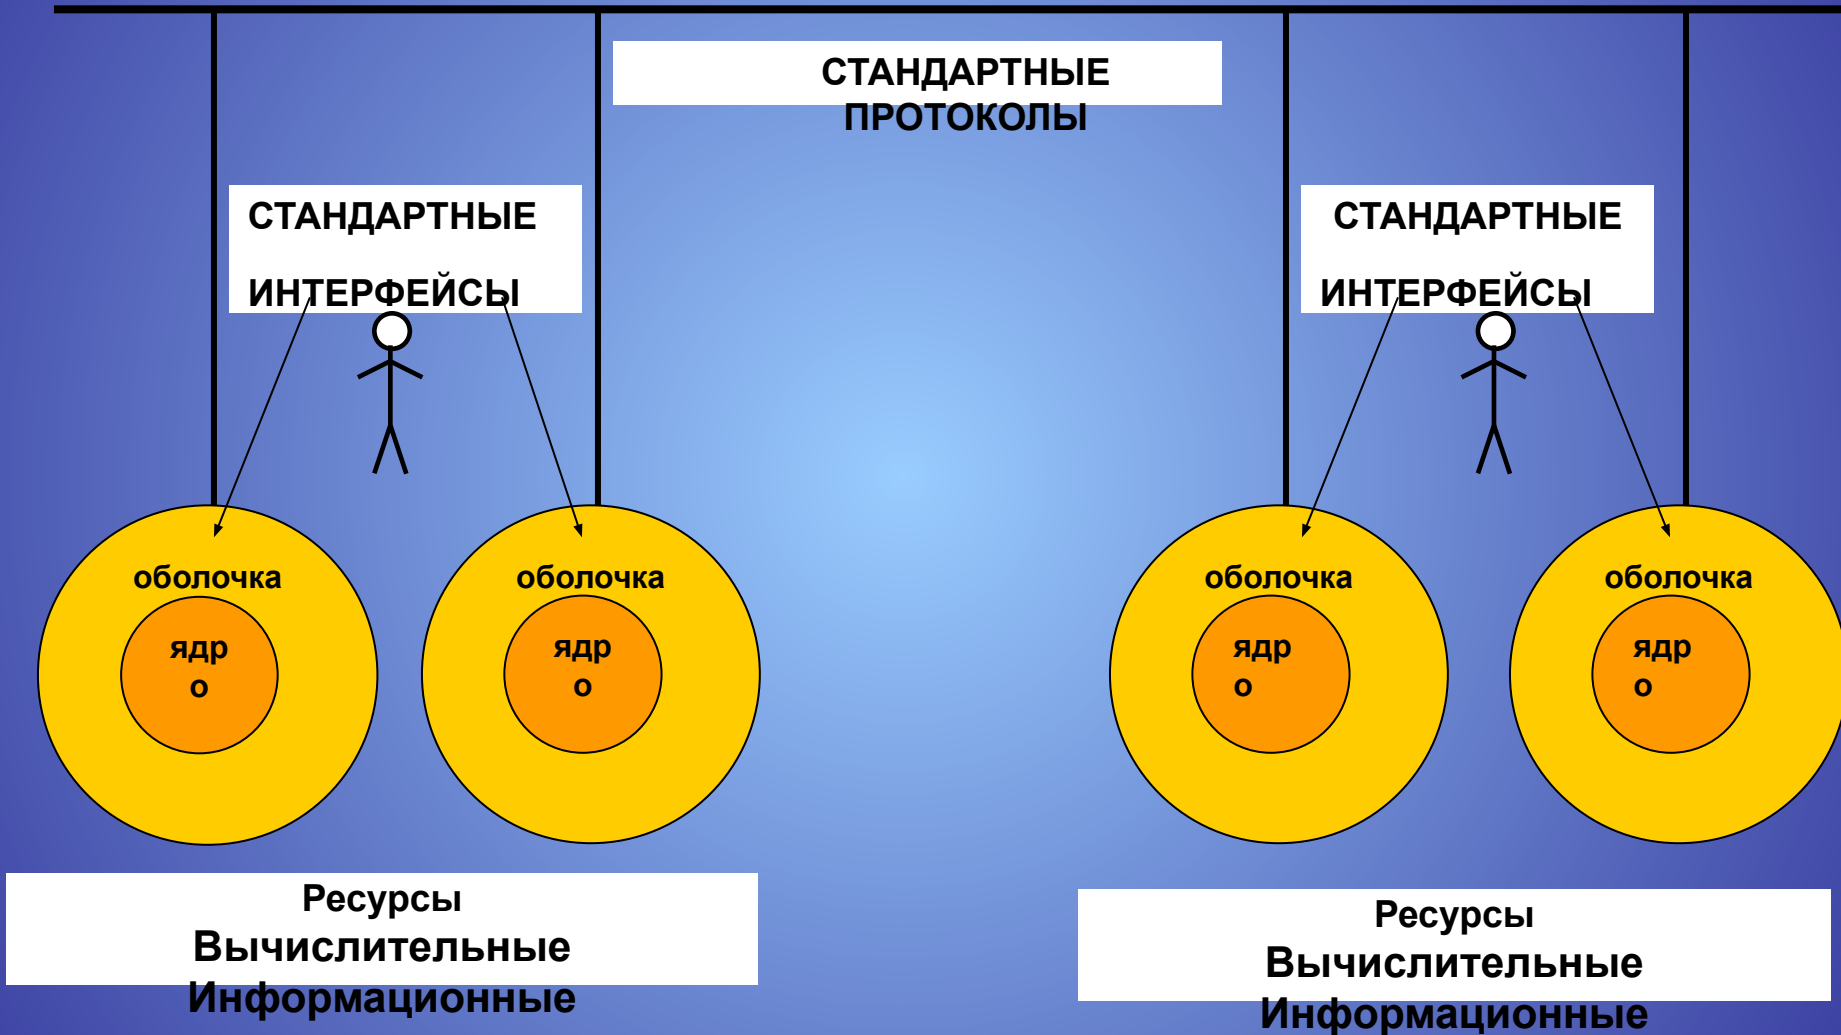 СТАНДАРТНЫЕ
ПРОТОКОЛЫ
СТАНДАРТНЫЕ
ИНТЕРФЕЙСЫ
СТАНДАРТНЫЕ
ИНТЕРФЕЙСЫ
оболочка
ядр
о
оболочка
ядр
о
оболочка
ядр
о
оболочка
ядр
о
Ресурсы
Вычислительные
Информационные
Ресурсы
Вычислительные
Информационные